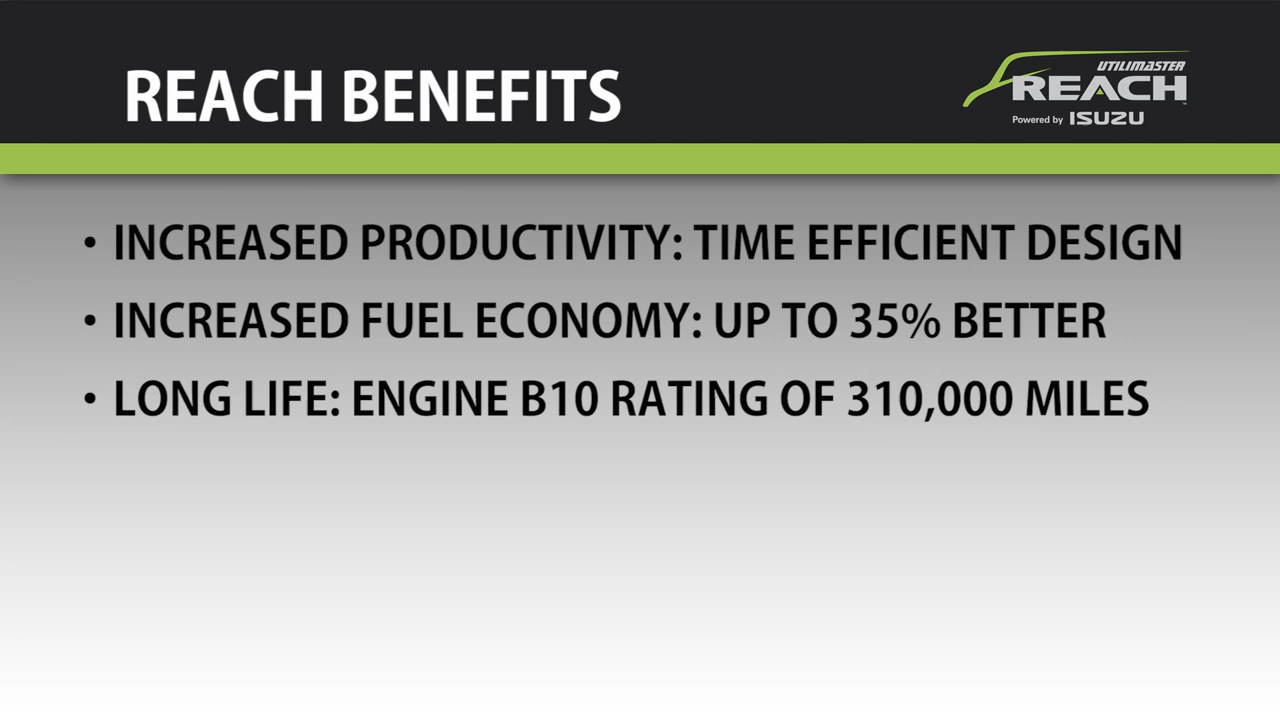 REACH BENEFITS
UTILIMASTER
REACH™
Powered by ISUZU
• INCREASED PRODUCTIVITY: TIME EFFICIENT DESIGN
• INCREASED FUEL ECONOMY: UP TO 35% BETTER
• LONG LIFE: ENGINE B10 RATING OF 310,000 MILES